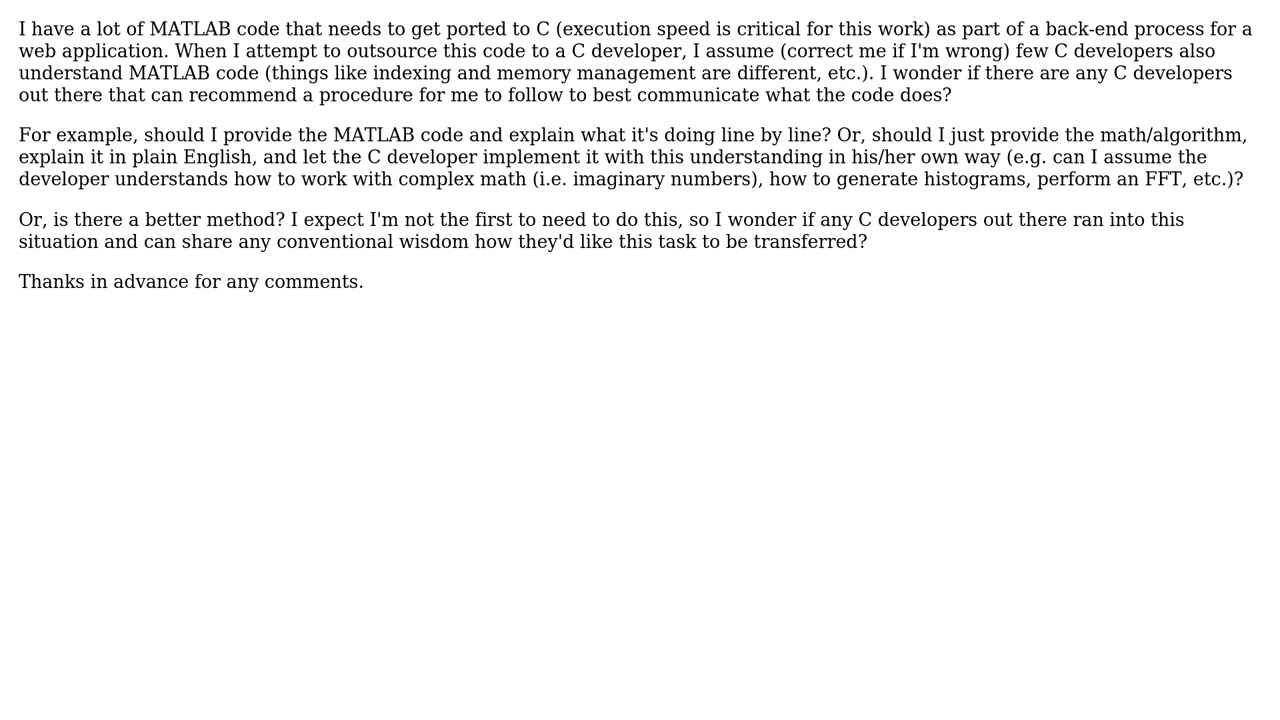 I have a lot of MATLAB code that needs to get ported to C (execution speed is critical for this work) as part of a back-end process for a
web application. When I attempt to outsource this code to a C developer, I assume (correct me if I'm wrong) few C developers also
understand MATLAB code (things like indexing and memory management are different, etc.). I wonder if there are any C developers
out there that can recommend a procedure for me to follow to best communicate what the code does?
For example, should I provide the MATLAB code and explain what it's doing line by line? Or, should I just provide the math/algorithm,
explain it in plain English, and let the C developer implement it with this understanding in his/her own way (e.g. can I assume the
developer understands how to work with complex math (i.e. imaginary numbers), how to generate histograms, perform an FFT, etc.)?
Or, is there a better method? I expect I'm not the first to need to do this, so I wonder if any C developers out there ran into this
situation and can share any conventional wisdom how they'd like this task to be transferred?
Thanks in advance for any comments.